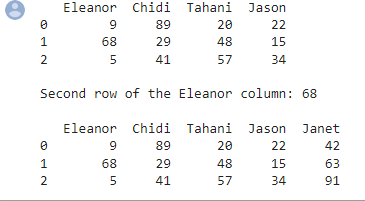 Eleanor Chidi Tahani Jason
0 9 89 20 22
1 68 29 48 15
2 5 41 57 34
Second row of the Eleanor column: 68
Eleanor Chidi Tahani Jason Janet
0 9 89 20 22 42
1 68 29 48 15 63
2 5 41 57 34 91